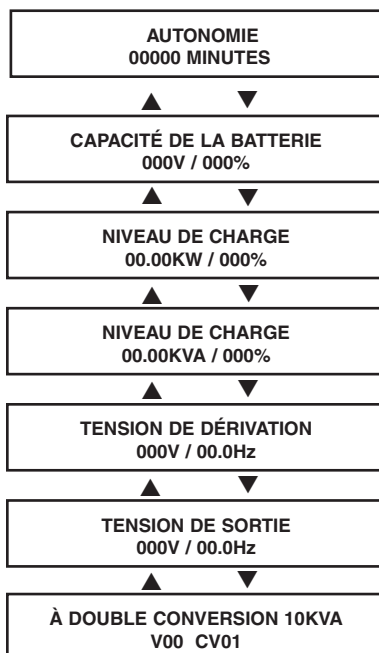 AUTONOMIE
00000 MINUTES
CAPACITÉ DE LA BATTERIE
000V / 000%
NIVEAU DE CHARGE
00.00KW / 000%
NIVEAU DE CHARGE
00.00KVA / 000%
TENSION DE DÉRIVATION
000V / 00.0Hz
TENSION DE SORTIE
000V / 00.0Hz
À DOUBLE CONVERSION 10KVA
V00 CV01